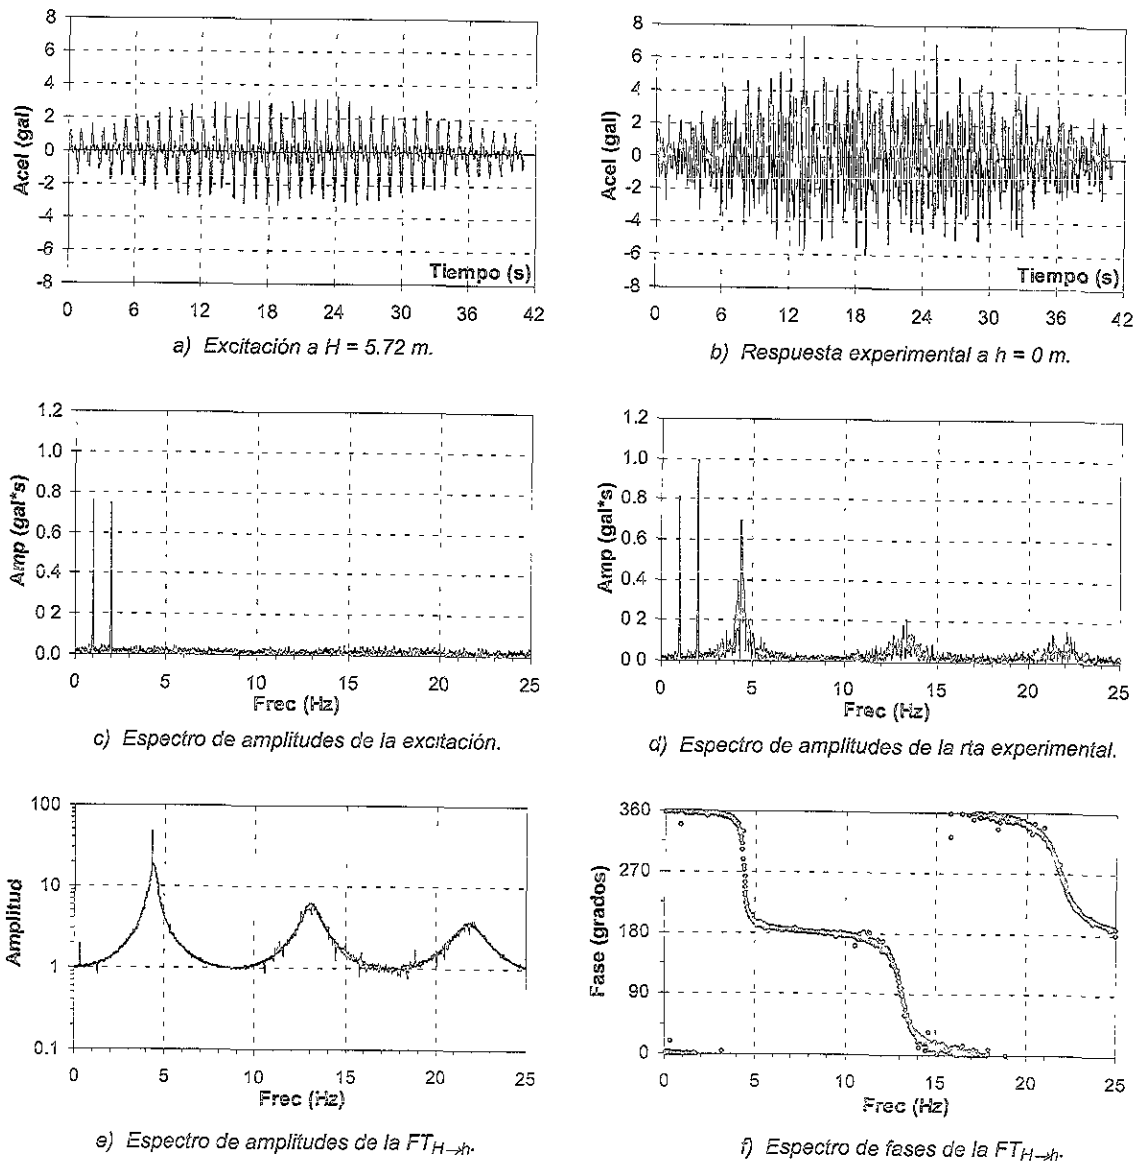 8
6
4
2
0
-2
-4
-6
-8
Acel (gal)
Tiempo (s)
0 6 12 18 24 30 36 42
a) Excitación a H = 5.72 m.
8
6
4
2
0
-2
-4
-6
-8
Acel (gal)
Tiempo (s)
0 6 12 18 24 30 36 42
b) Respuesta experimental a h = 0 m.
1.2
1.0
0.8
0.6
0.4
0.2
0.0
Amp (gal*s)
0 5 10 15 20 25
Frec (Hz)
c) Espectro de amplitudes de la excitación.
1.2
1.0
0.8
0.6
0.4
0.2
0.0
Amp (gal*s)
0 5 10 15 20 25
Frec (Hz)
d) Espectro de amplitudes de la rta experimental.
100
10
1
0.1
Amplitud
0 5 10 15 20 25
Frec (Hz)
e) Espectro de amplitudes de la FTH→h.
360
270
180
90
0
Fase (grados)
0 5 10 15 20 25
Frec (Hz)
f) Espectro de fases de la FTH→h.